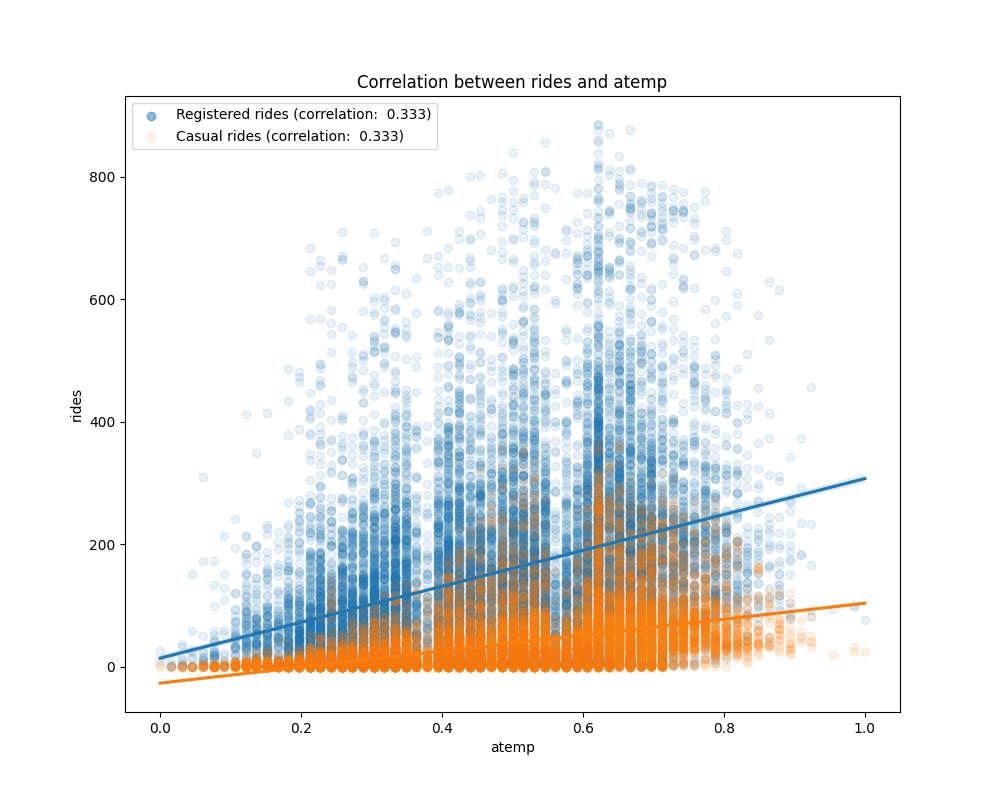 Correlation between rides and atemp
Registered rides (correlation:  0.333)
Casual rides (correlation:  0.333)
800
600
400
200
0
rides
0.0 0.2 0.4 0.6 0.8 1.0
atemp